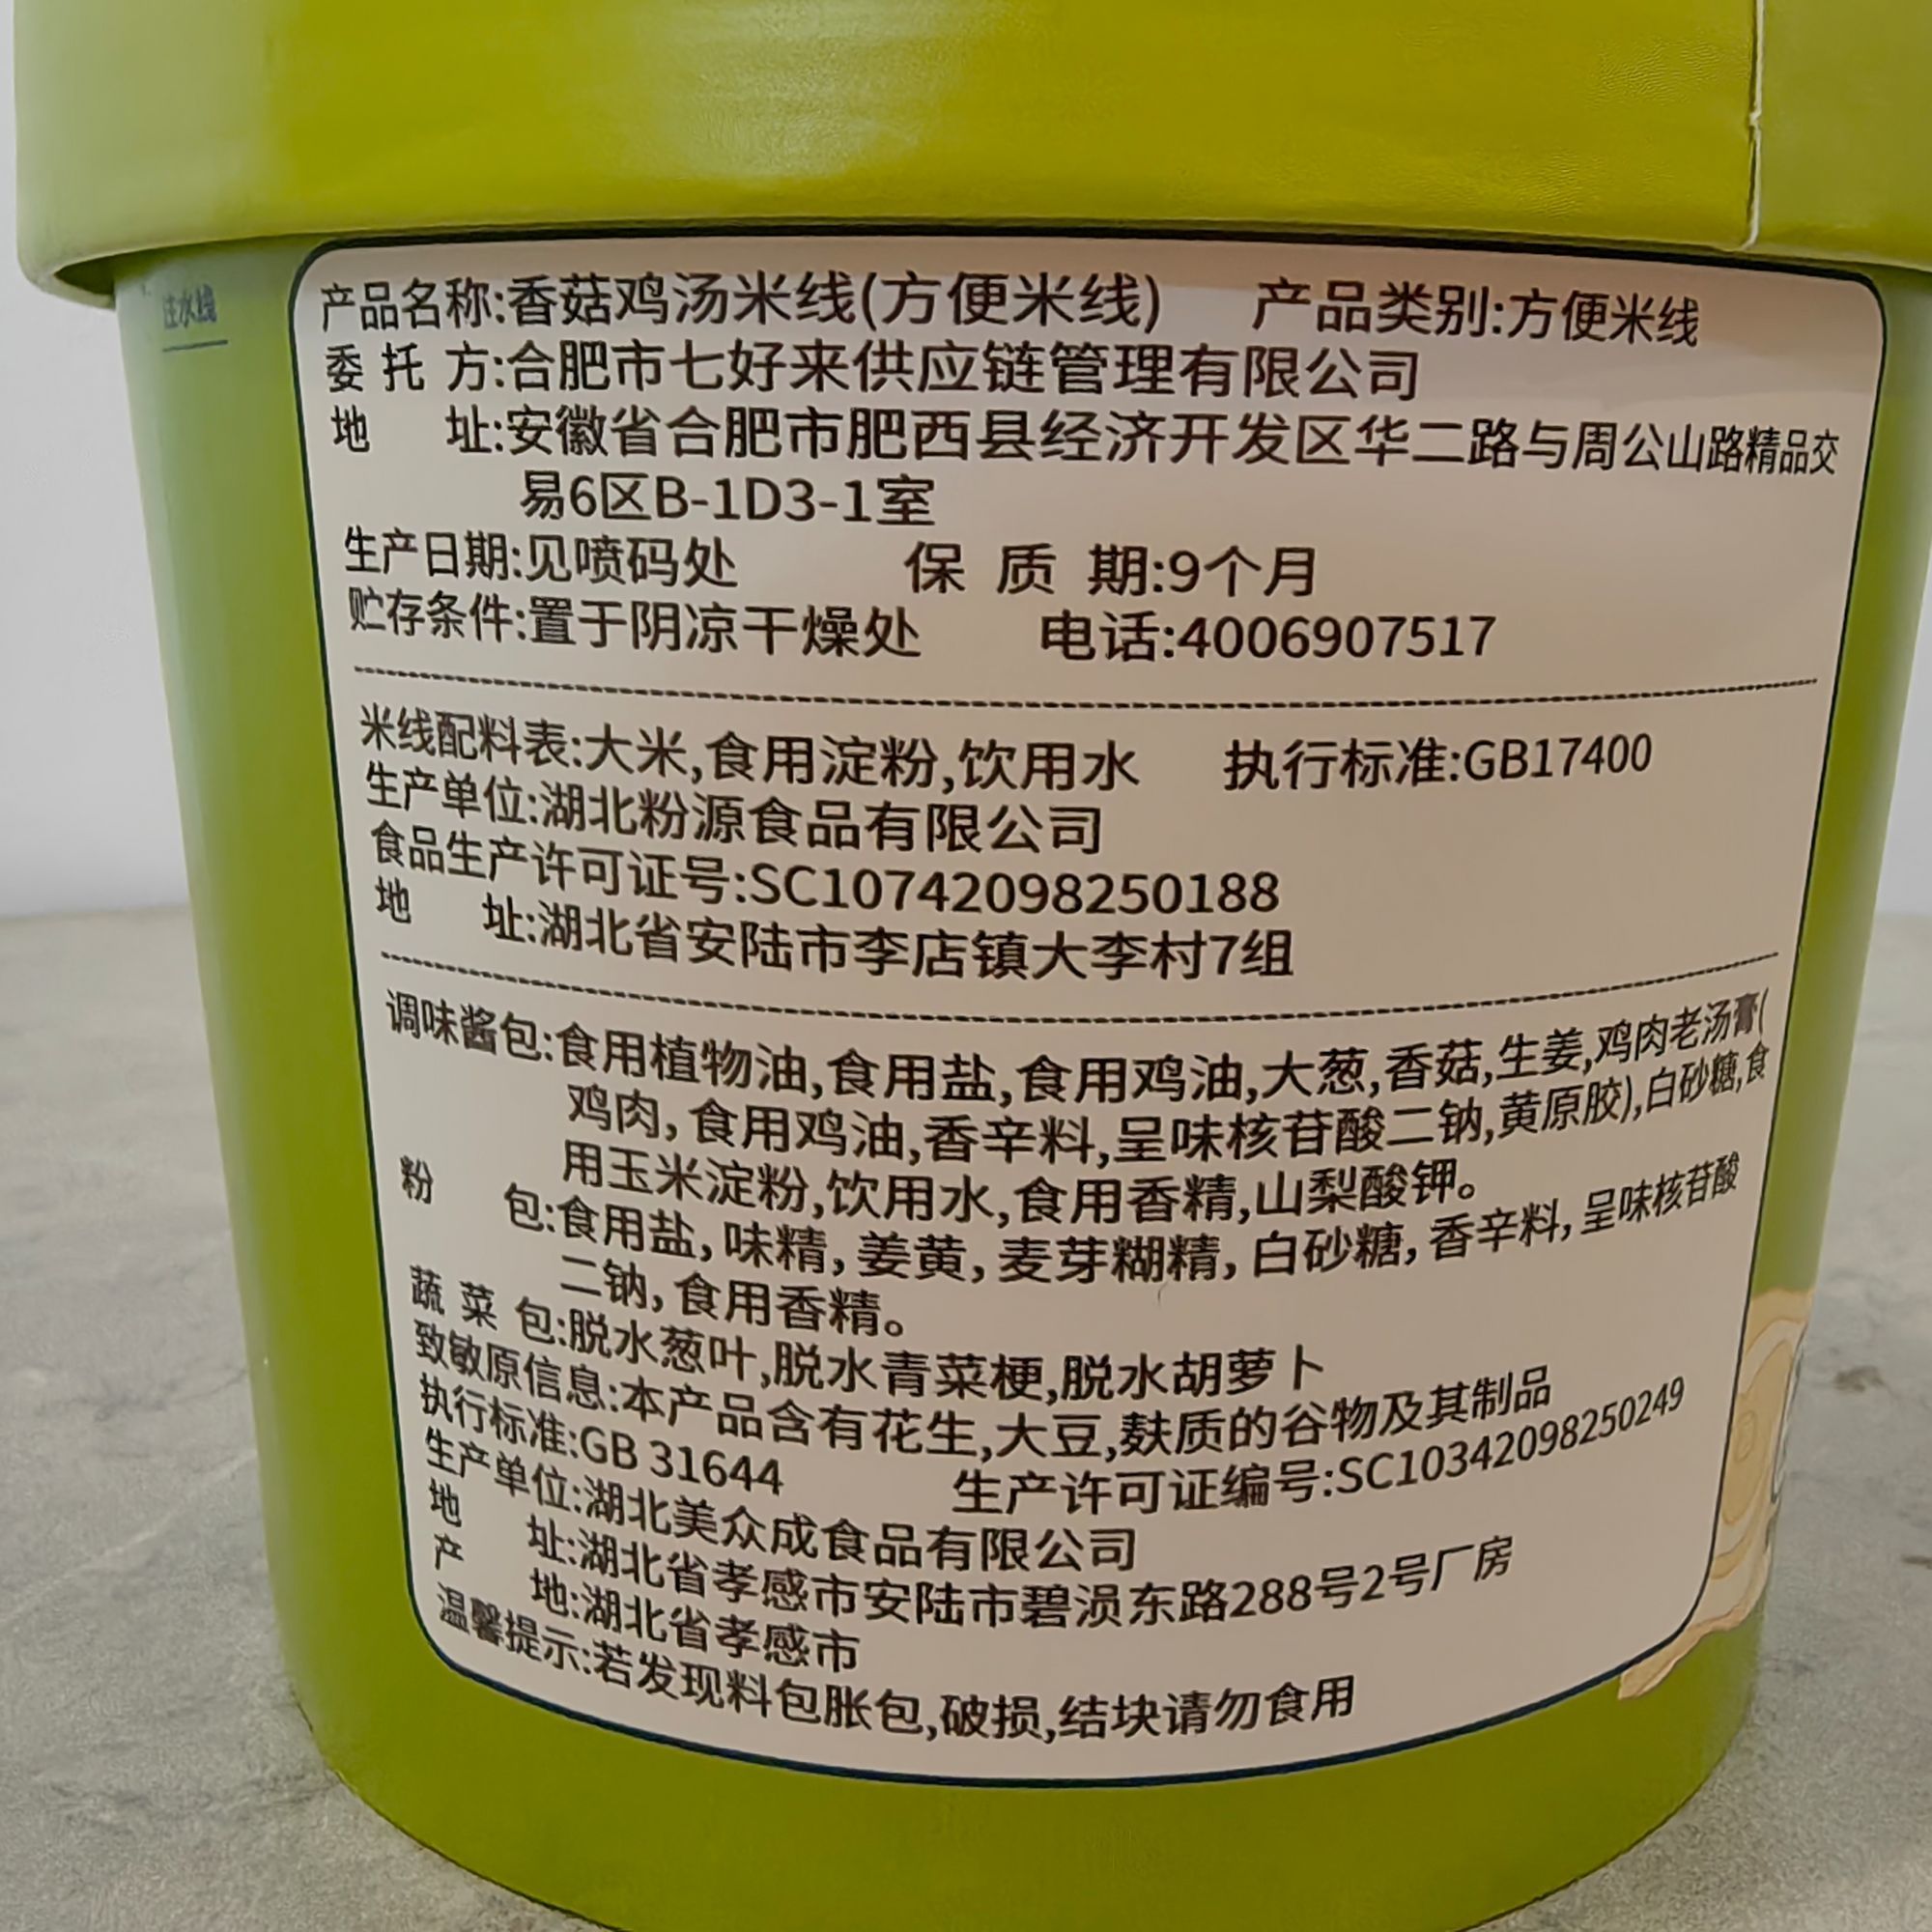 注水线
产品名称:香菇鸡汤米线(方便米线) 产品类别:方便米线
委托方:合肥市七好来供应链管理有限公司
地址:安徽省合肥市肥西县经济开发区华二路与周公山路精品交
易6区B-1D3-1室
生产日期:见喷码处 保质期:9个月
贮存条件:置于阴凉干燥处 电话:4006907517
米线配料表:大米,食用淀粉,饮用水 执行标准:GB17400
生产单位:湖北粉源食品有限公司
食品生产许可证号:SC10742098250188
地址:湖北省安陆市李店镇大李村7组
调味酱包:食用植物油,食用盐,食用鸡油,大葱,香菇,生姜,鸡肉老汤膏(
鸡肉,食用鸡油,香辛料,呈味核苷酸二钠,黄原胶),白砂糖,食
用玉米淀粉,饮用水,食用香精,山梨酸钾。
粉包:食用盐,味精,姜黄,麦芽糊精,白砂糖,香辛料,呈味核苷酸
二钠,食用香精。
蔬菜包:脱水葱叶,脱水青菜梗,脱水胡萝卜
致敏原信息:本产品含有花生,大豆,麸质的谷物及其制品
执行标准:GB 31644 生产许可证编号:SC10342098250249
生产单位:湖北美众成食品有限公司
地址:湖北省孝感市安陆市碧涢东路288号2号厂房
产地:湖北省孝感市
温馨提示:若发现料包胀包,破损,结块请勿食用